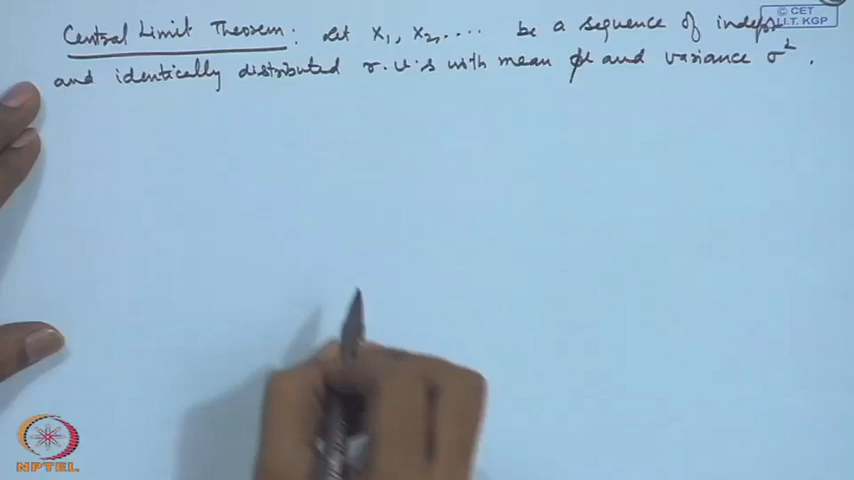 Central Limit Theorem: Let X1, X2, .... be a sequence of indept
© CET
I.I.T. KGP
and identically distributed r.v.s with mean μ and variance σ².
NPTEL